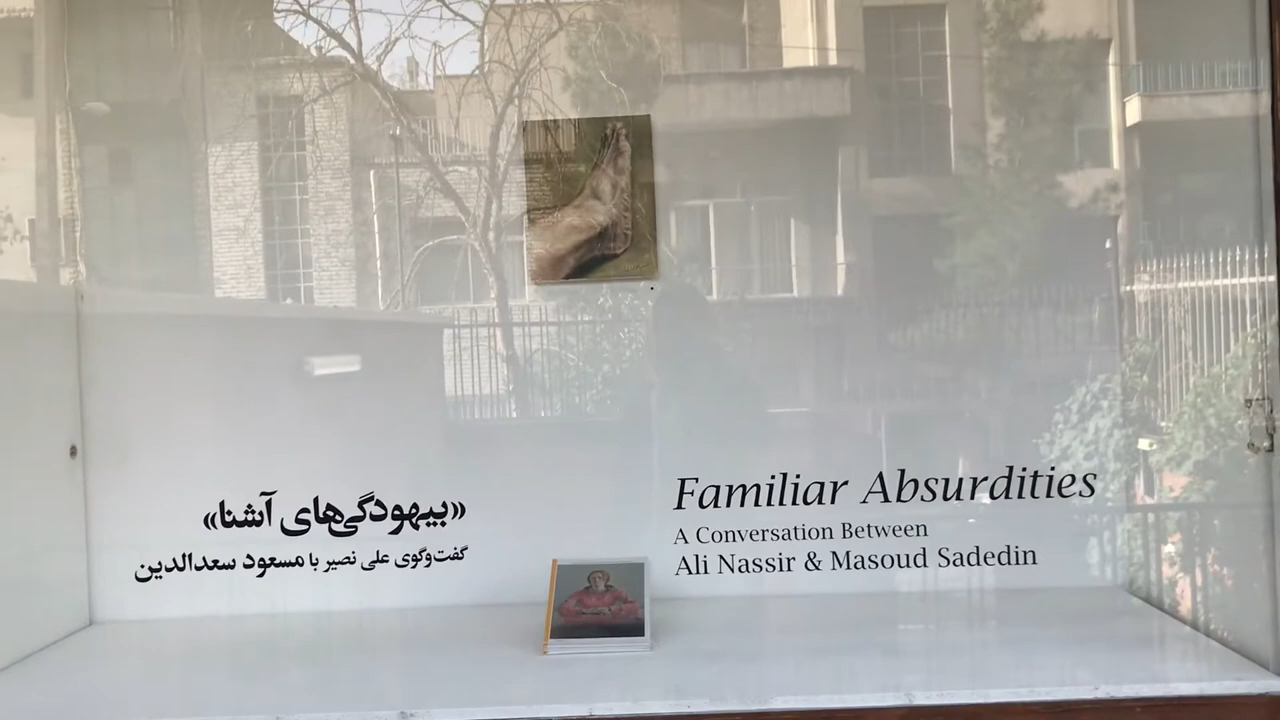 «بیهودگی‌های آشنا»
گفت‌وگوی علی نصیر با مسعود سعدالدین
Familiar Absurdities
A Conversation Between
Ali Nassir & Masoud Sadedin